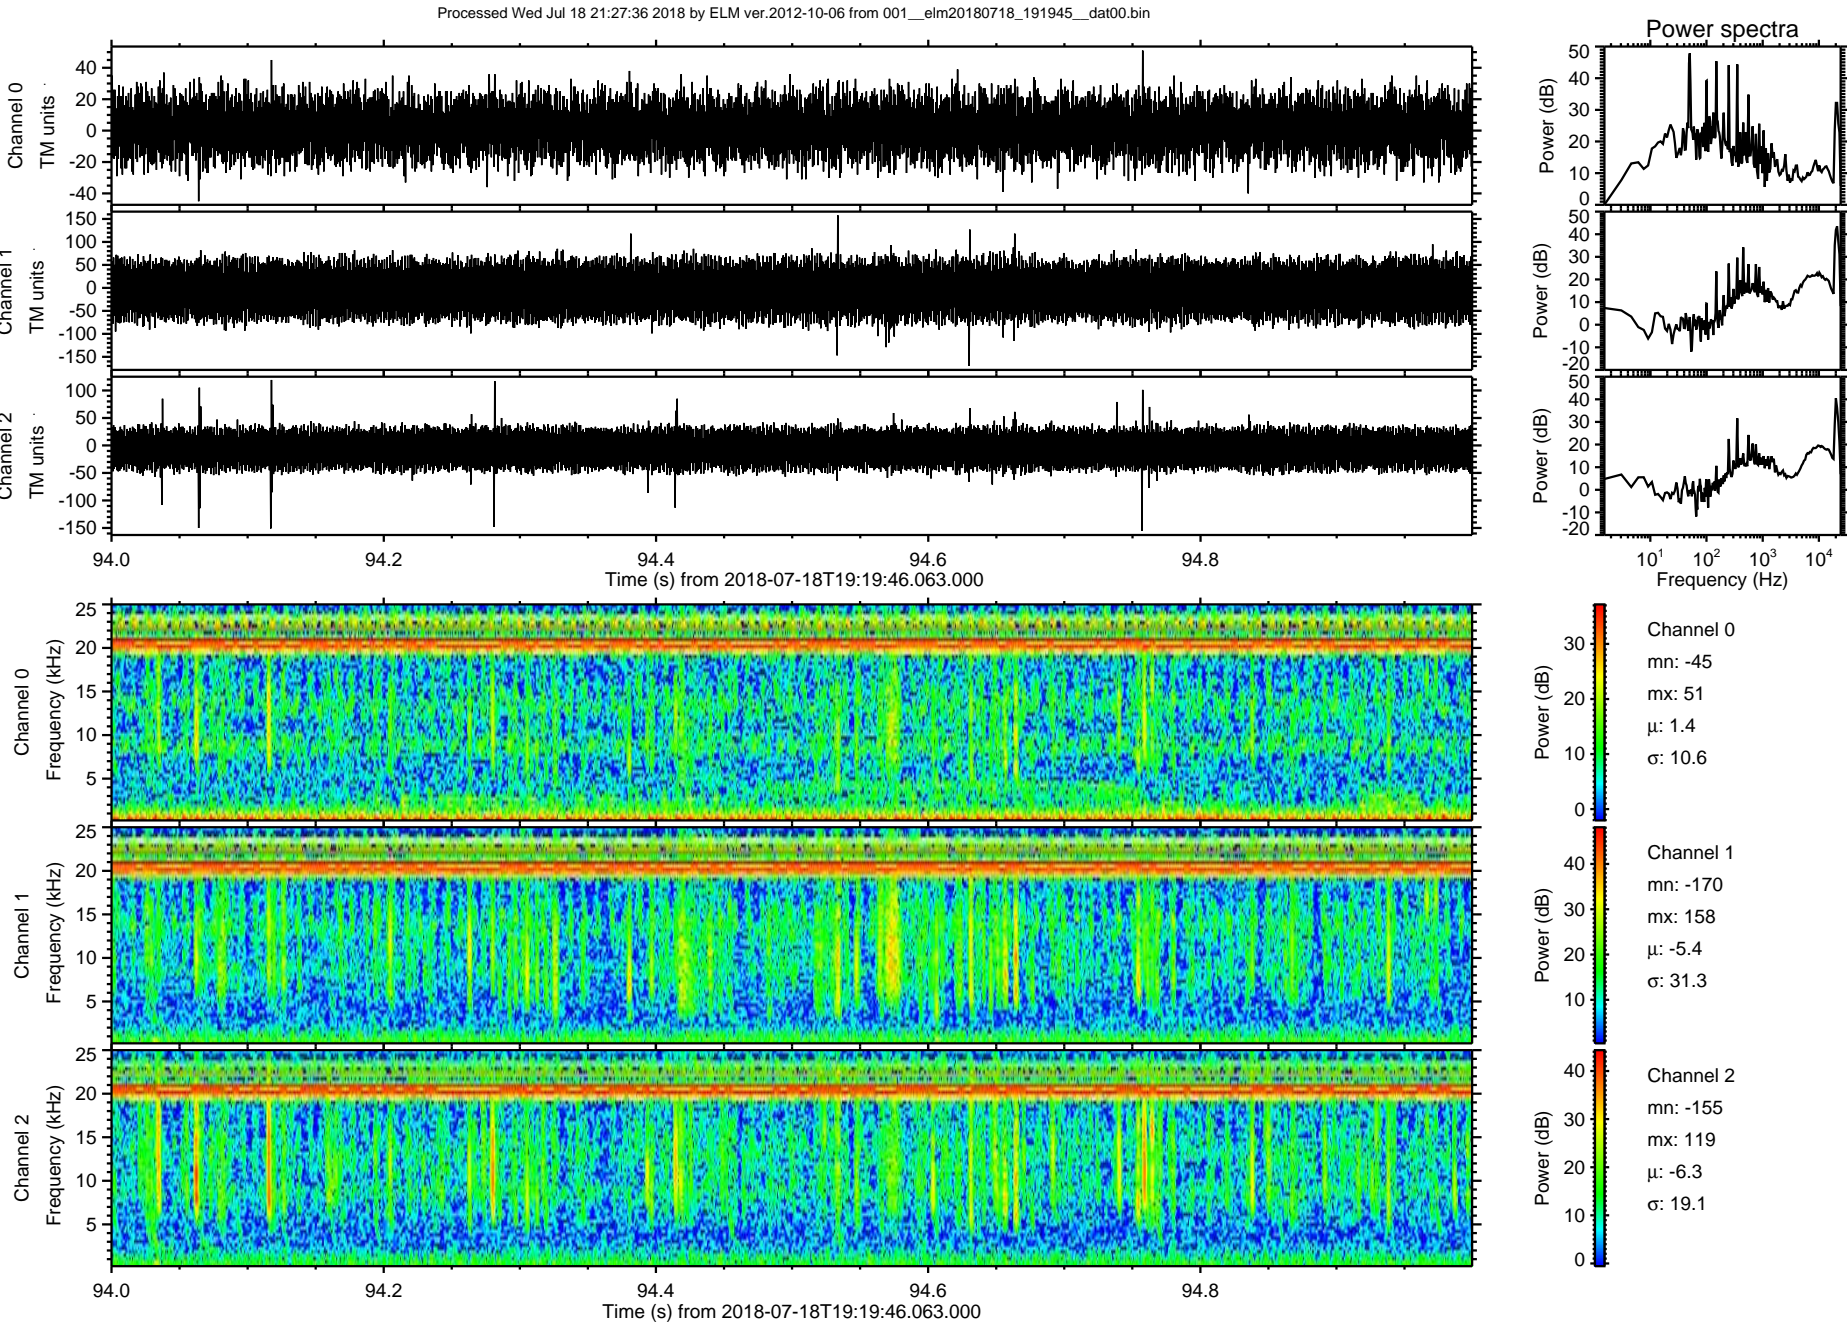 Processed Wed Jul 18 21:27:36 2018 by ELM ver.2012-10-06 from 001__elm20180718_191945__dat00.bin
Power spectra
Channel 0
TM units
40
20
0
-20
-40
Power (dB)
50
40
30
20
10
0
Channel 1
TM units
150
100
50
0
-50
-100
-150
Power (dB)
50
40
30
20
10
0
-10
-20
Channel 2
TM units
100
50
0
-50
-100
-150
Power (dB)
50
40
30
20
10
0
-10
-20
94.0 94.2 94.4 94.6 94.8
Time (s) from 2018-07-18T19:19:46.063.000
10¹ 10² 10³ 10⁴
Frequency (Hz)
Channel 0
Frequency (kHz)
25
20
15
10
5
Power (dB)
30
20
10
0
Channel 0
mn: -45
mx: 51
μ: 1.4
σ: 10.6
Channel 1
Frequency (kHz)
25
20
15
10
5
Power (dB)
40
30
20
10
Channel 1
mn: -170
mx: 158
μ: -5.4
σ: 31.3
Channel 2
Frequency (kHz)
25
20
15
10
5
Power (dB)
40
30
20
10
0
Channel 2
mn: -155
mx: 119
μ: -6.3
σ: 19.1
94.0 94.2 94.4 94.6 94.8
Time (s) from 2018-07-18T19:19:46.063.000